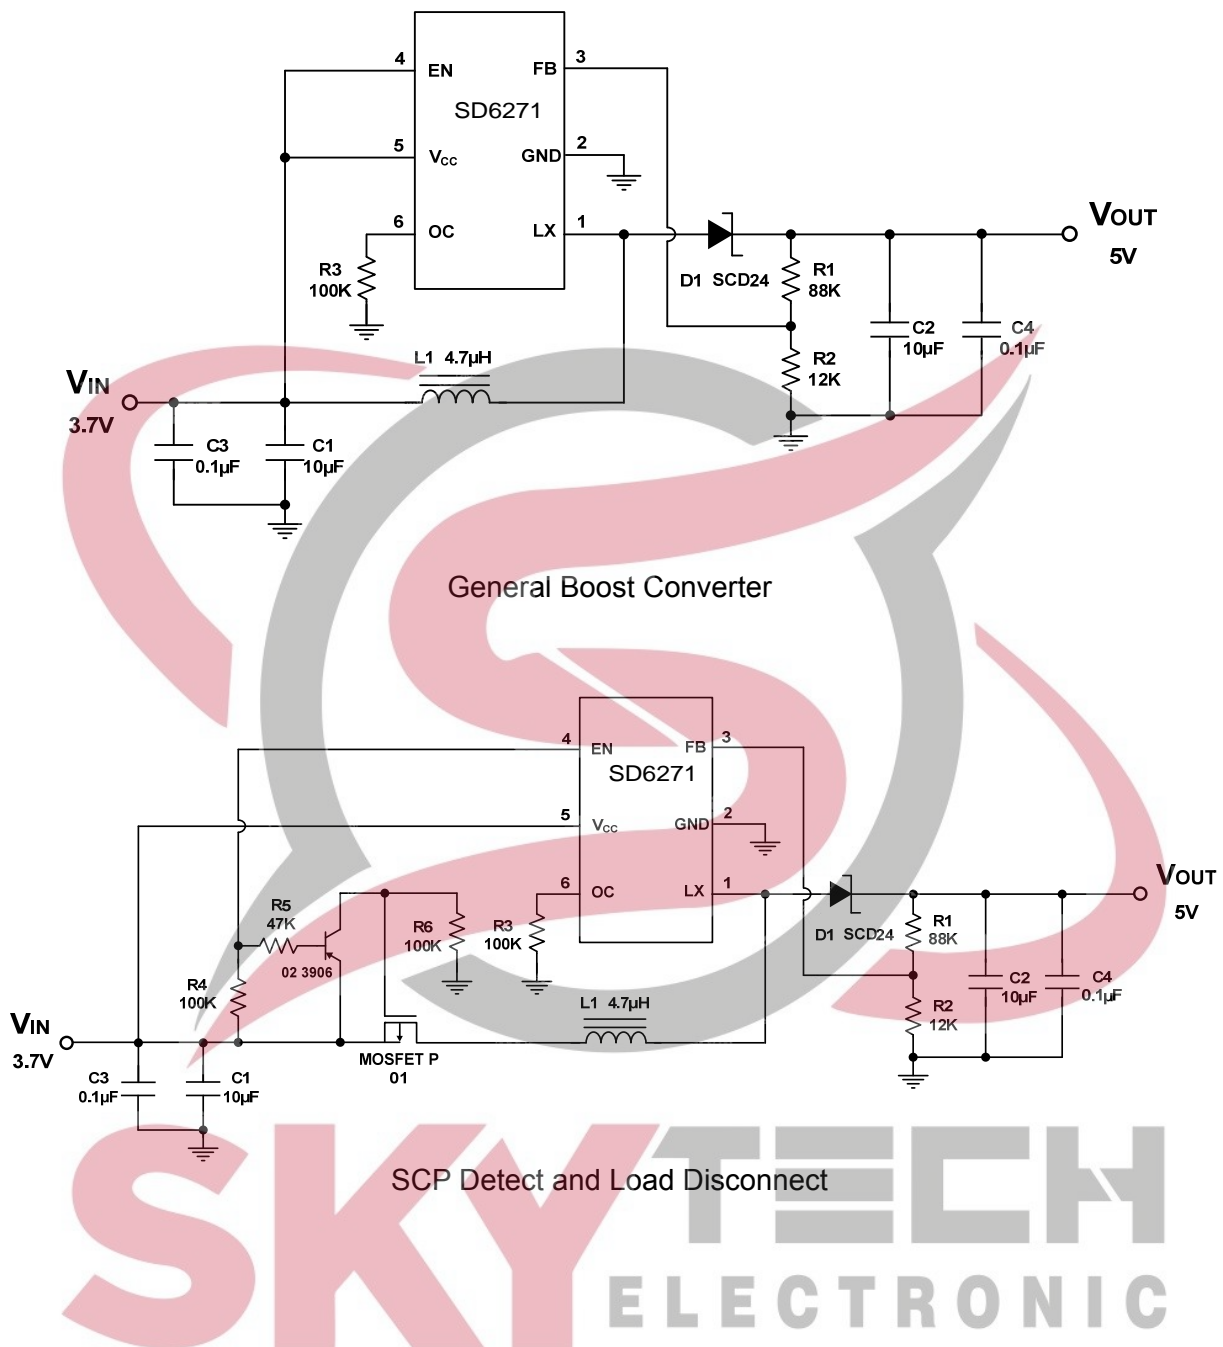 4 EN FB 3
SD6271
5 VCC GND 2
6 OC LX 1
VOUT
5V
R3
100K
D1 SCD24
R1
88K
R2
12K
C2
10µF
C4
0.1µF
L1 4.7µH
VIN
3.7V
C3
0.1µF
C1
10µF
General Boost Converter
4 EN FB 3
SD6271
5 VCC GND 2
6 OC LX 1
VOUT
5V
R5
47K
02 3906
R6
100K
R3
100K
D1 SCD24
R1
88K
R4
100K
L1 4.7µH
R2
12K
C2
10µF
C4
0.1µF
VIN
3.7V
MOSFET P
01
C3
0.1µF
C1
10µF
SCP Detect and Load Disconnect
SKYTECH
ELECTRONIC